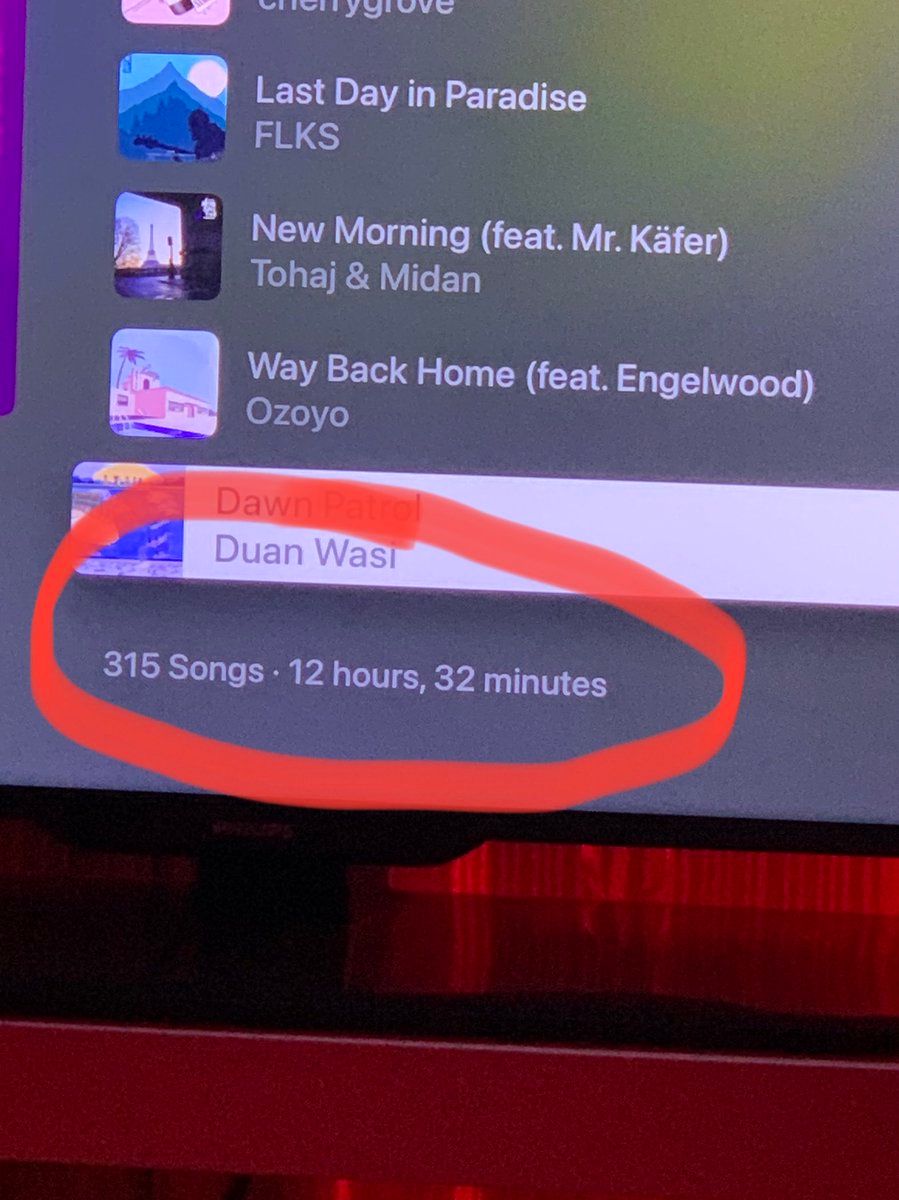 cherrygrove
Last Day in Paradise
FLKS
New Morning (feat. Mr. Käfer)
Tohaj & Midan
Way Back Home (feat. Engelwood)
Ozoyo
Dawn Patrol
Duan Wasi
315 Songs · 12 hours, 32 minutes